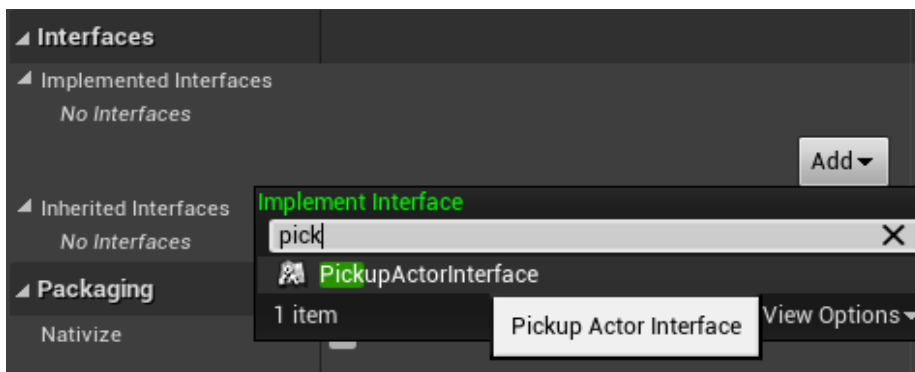 Interfaces
Implemented Interfaces
No Interfaces
Add
Inherited Interfaces
No Interfaces
Implement Interface
pick
PickupActorInterface
1 item
View Options
Pickup Actor Interface
Packaging
Nativize